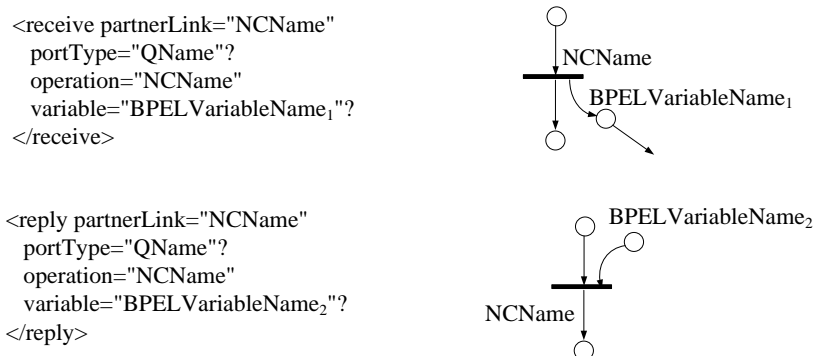 <receive partnerLink="NCName"
portType="QName"?
operation="NCName"
variable="BPELVariableName₁"?
</receive>
NCName
BPELVariableName₁
<reply partnerLink="NCName"
portType="QName"?
operation="NCName"
variable="BPELVariableName₂"?
</reply>
BPELVariableName₂
NCName